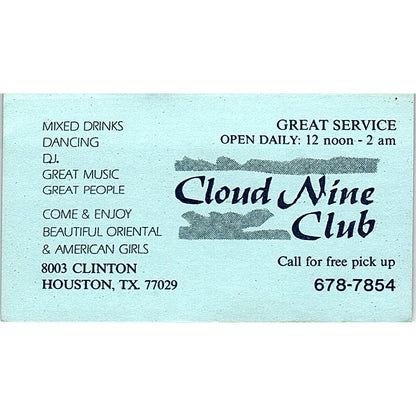 MIXED DRINKS
DANCING
D.J.
GREAT MUSIC
GREAT PEOPLE
COME & ENJOY
BEAUTIFUL ORIENTAL
& AMERICAN GIRLS
8003 CLINTON
HOUSTON, TX. 77029
GREAT SERVICE
OPEN DAILY: 12 noon - 2 am
Cloud Nine
Club
Call for free pick up
678-7854